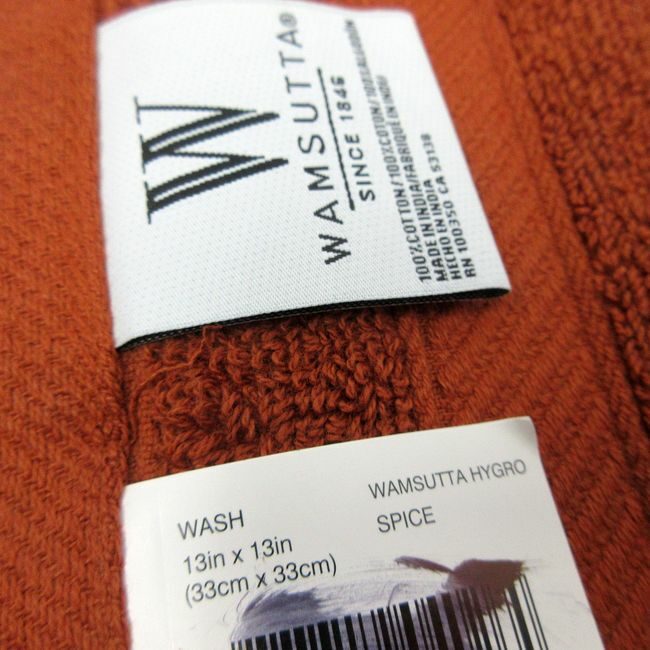 W
WAMSUTTA®
SINCE 1846
100% COTTON/100% COTON/100% ALGODÓN
MADE IN INDIA/FABRIQUÉ EN INDE/
HECHO EN INDIA
RN 100350 CA 53138
WASH
13in x 13in
(33cm x 33cm)
WAMSUTTA HYGRO
SPICE